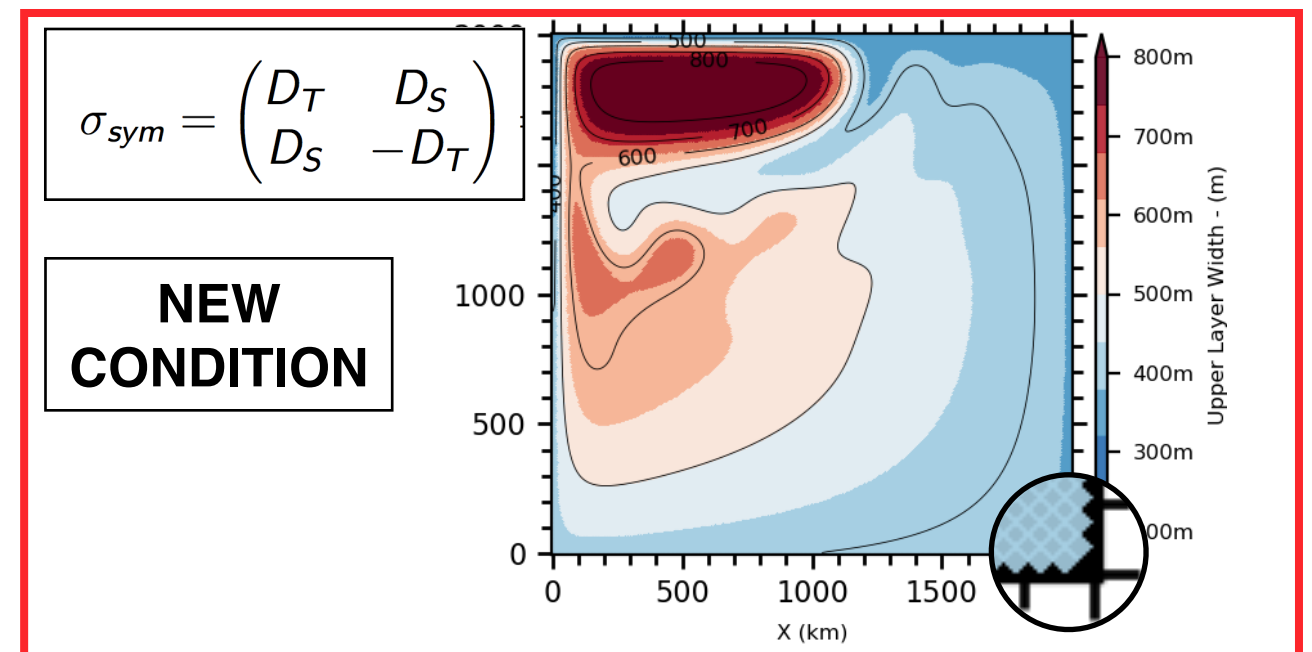 σ_sym = ( D_T D_S
D_S −D_T )
NEW
CONDITION
500
800
700
600
400
1000
500
0
0 500 1000 1500
X (km)
800m
700m
600m
500m
400m
300m
00m
Upper Layer Width - (m)